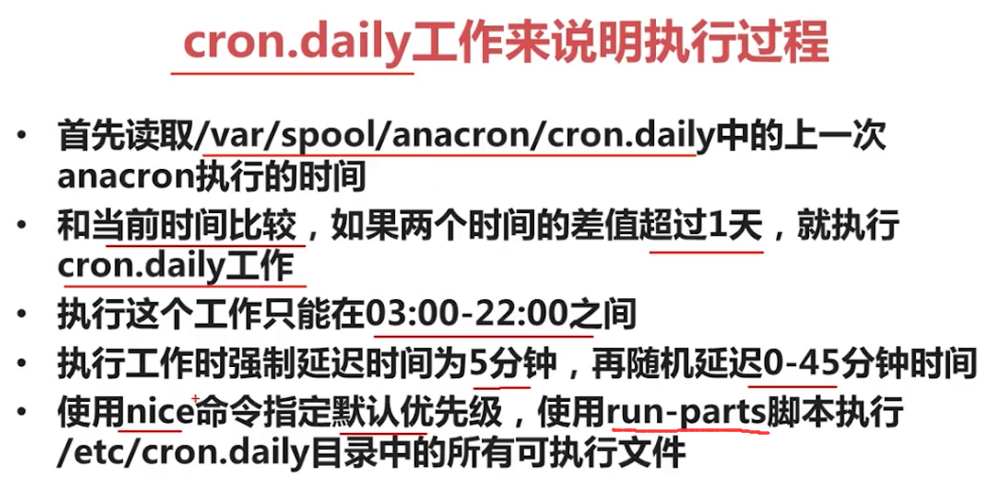 cron.daily工作来说明执行过程
• 首先读取/var/spool/anacron/cron.daily中的上一次
anacron执行的时间
• 和当前时间比较，如果两个时间的差值超过1天，就执行
cron.daily工作
• 执行这个工作只能在03:00-22:00之间
• 执行工作时强制延迟时间为5分钟，再随机延迟0-45分钟时间
• 使用nice命令指定默认优先级，使用run-parts脚本执行
/etc/cron.daily目录中的所有可执行文件